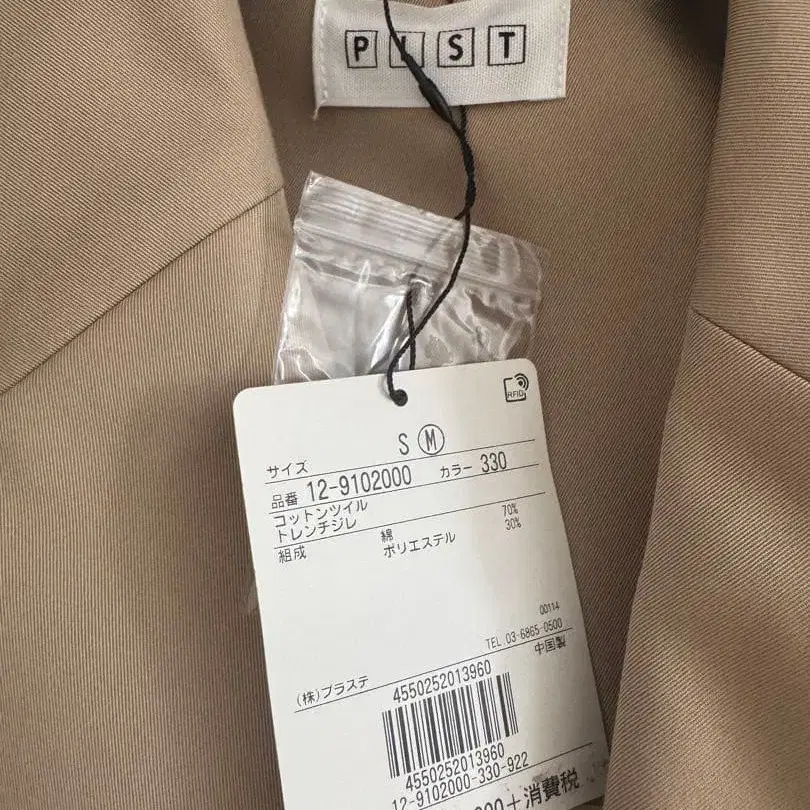 PLST
RFID
サイズ S Ⓜ
品番 12-9102000 カラー 330
コットンツイル
トレンチジレ
組成 綿 70%
ポリエステル 30%
00114
TEL 03-6865-0500
中国製
(株)プラステ
4550252013960
4550252013960
12-9102000-330-922
+消費税